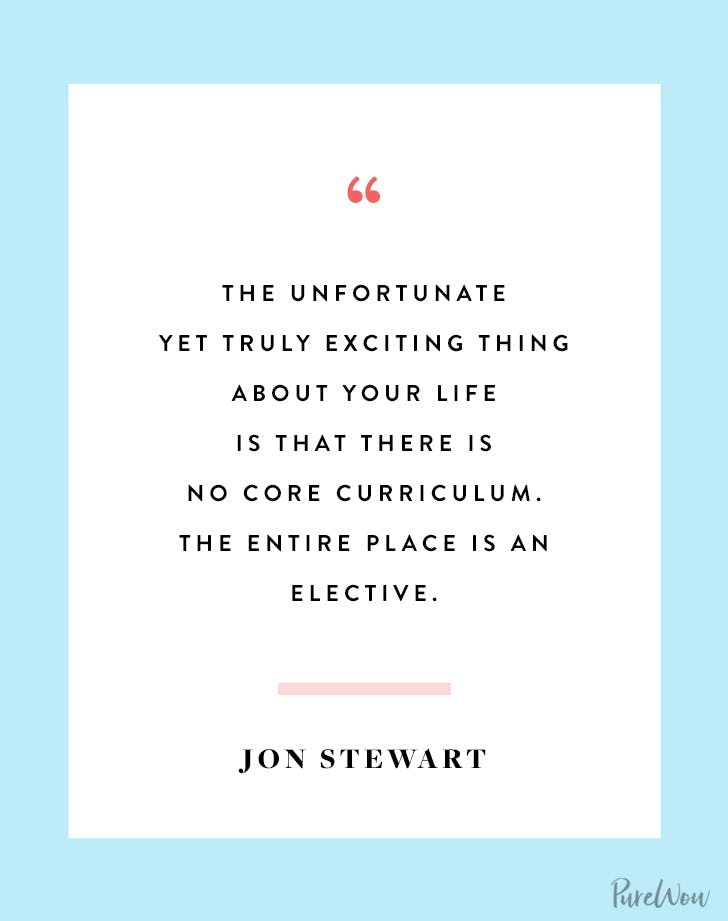 “
THE UNFORTUNATE
YET TRULY EXCITING THING
ABOUT YOUR LIFE
IS THAT THERE IS
NO CORE CURRICULUM.
THE ENTIRE PLACE IS AN
ELECTIVE.
JON STEWART
PureWow